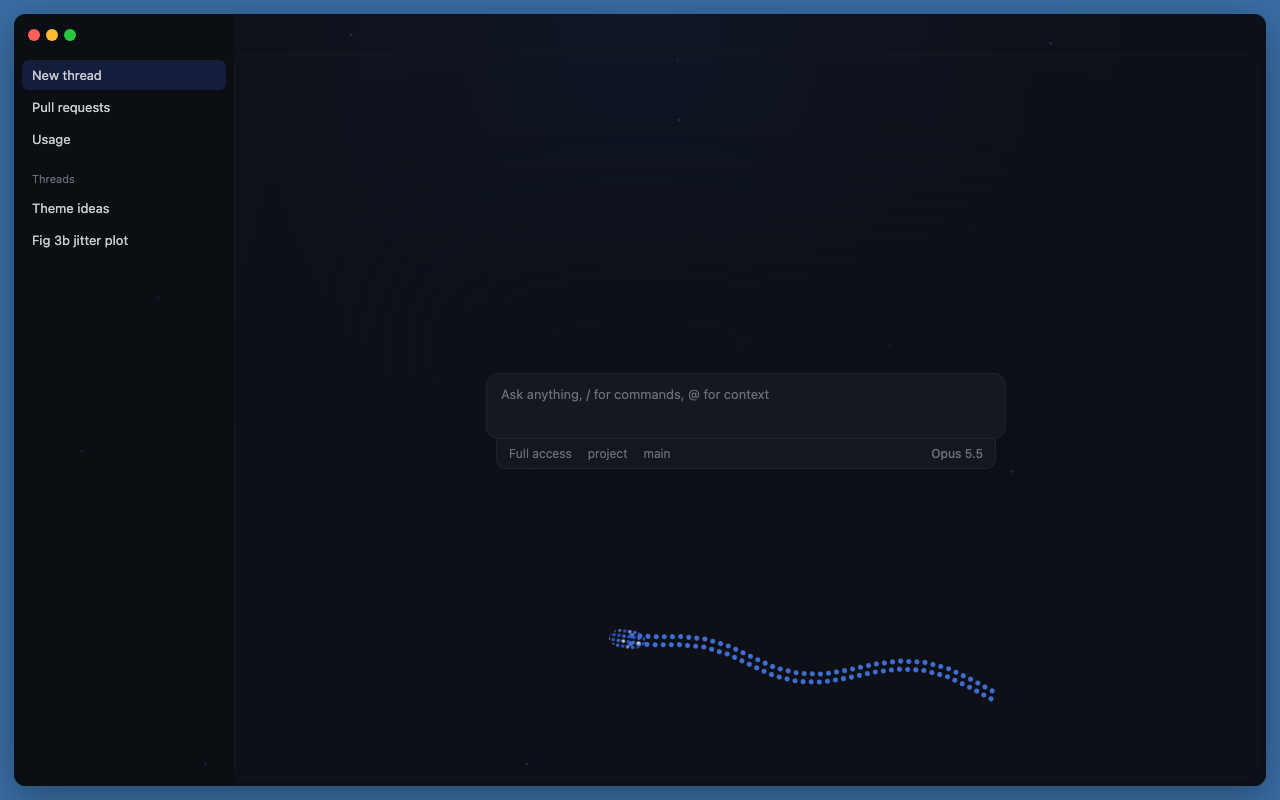 New thread
Pull requests
Usage
Threads
Theme ideas
Fig 3b jitter plot
Ask anything, / for commands, @ for context
Full access project main Opus 5.5